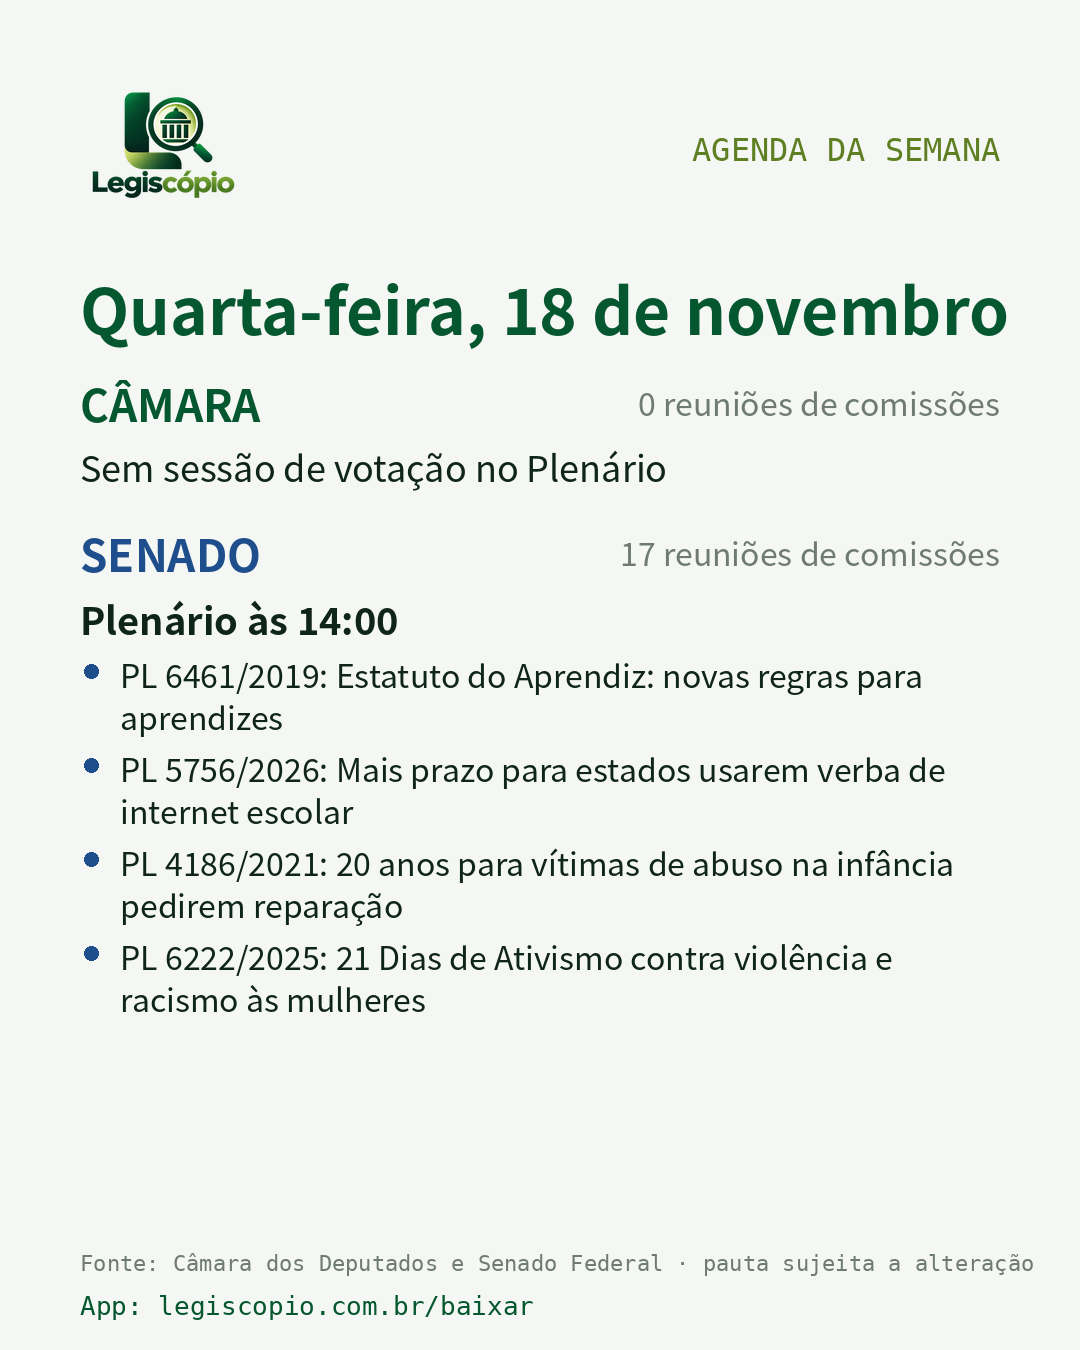 Legiscópio
AGENDA DA SEMANA
Quarta-feira, 18 de novembro
CÂMARA
0 reuniões de comissões
Sem sessão de votação no Plenário
SENADO
17 reuniões de comissões
Plenário às 14:00
PL 6461/2019: Estatuto do Aprendiz: novas regras para
aprendizes
PL 5756/2026: Mais prazo para estados usarem verba de
internet escolar
PL 4186/2021: 20 anos para vítimas de abuso na infância
pedirem reparação
PL 6222/2025: 21 Dias de Ativismo contra violência e
racismo às mulheres
Fonte: Câmara dos Deputados e Senado Federal · pauta sujeita a alteração
App: legiscopio.com.br/baixar